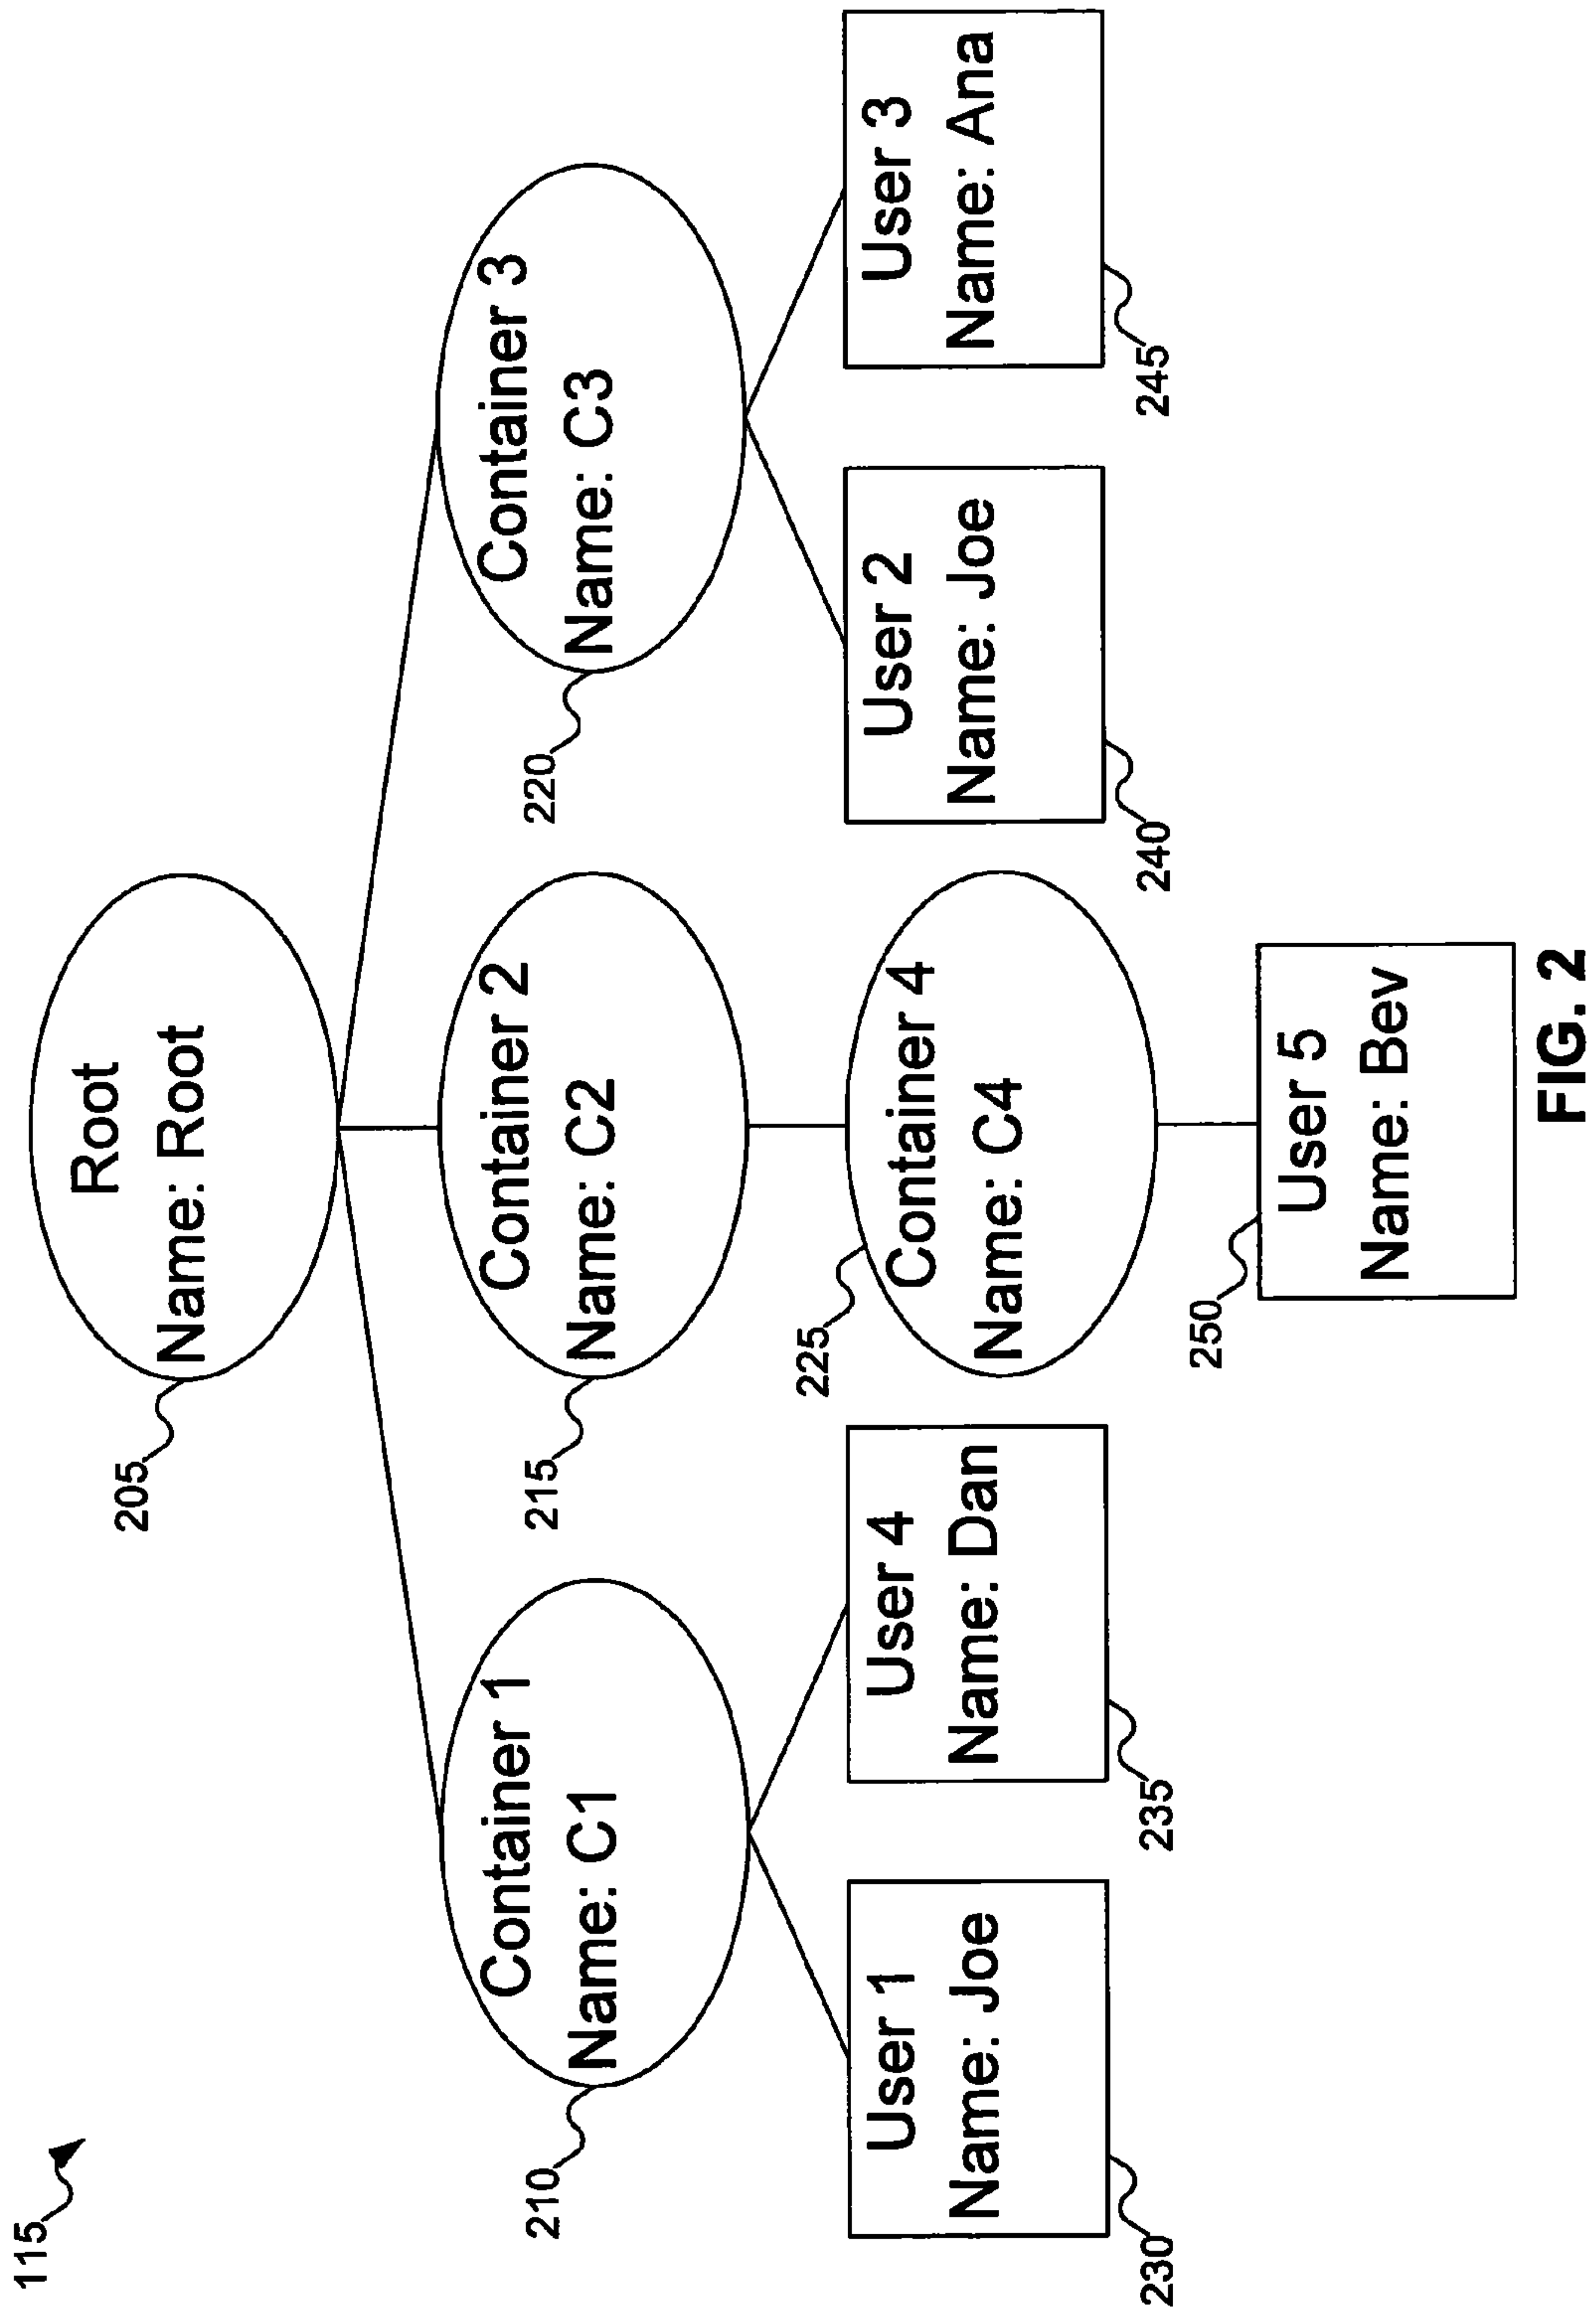 115
205
Root
Name: Root
210
Container 1
Name: C1
215
Container 2
Name: C2
220
Container 3
Name: C3
User 1
Name: Joe
230
User 4
Name: Dan
235
225
Container 4
Name: C4
User 2
Name: Joe
240
User 3
Name: Ana
245
250
User 5
Name: Bev
FIG. 2